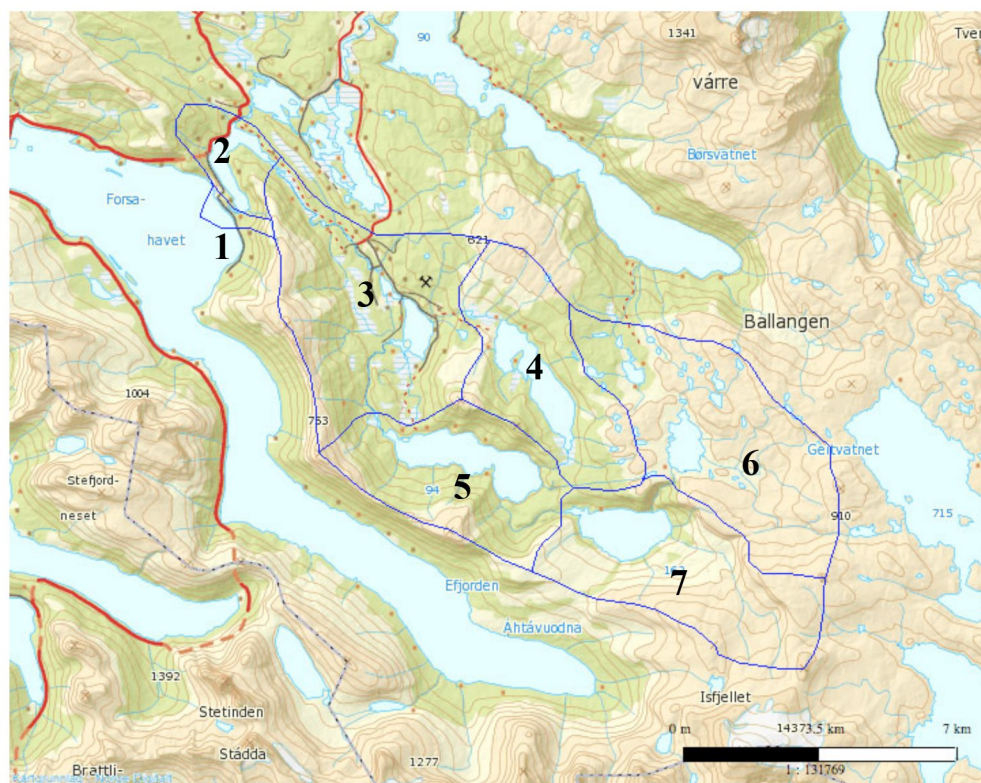 90
1341
Tver
várre
2
Børsvatnet
Forsa-
havet
1
621
3
Ballangen
4
1004
753
Geitvatnet
Stefjord-
neset
94
5
6
910
715
163
7
Efjorden
Áhtávuodna
1392
Isfjellet
Stetinden
0 m
14373.5 km
7 km
Stádda
1277
1 : 131769
Brattli-